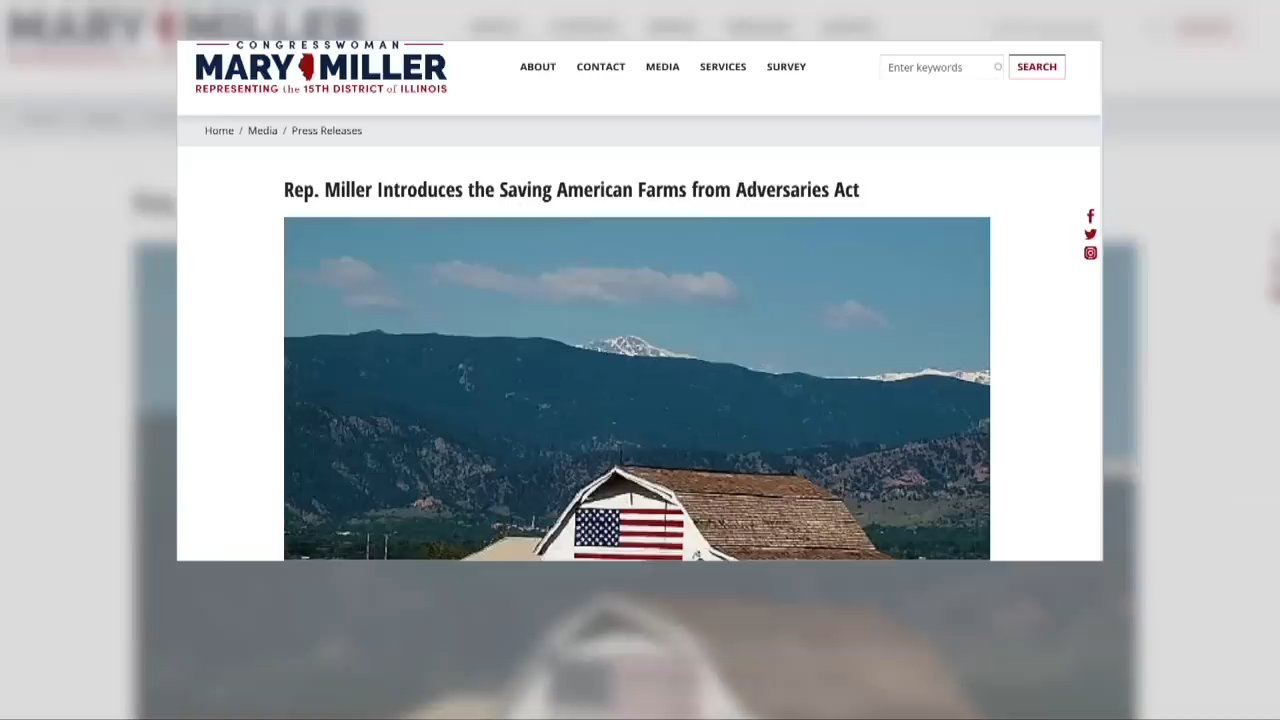 CONGRESSWOMAN
MARY MILLER
REPRESENTING the 15TH DISTRICT of ILLINOIS
ABOUT CONTACT MEDIA SERVICES SURVEY
Enter keywords
SEARCH
Home / Media / Press Releases
Rep. Miller Introduces the Saving American Farms from Adversaries Act